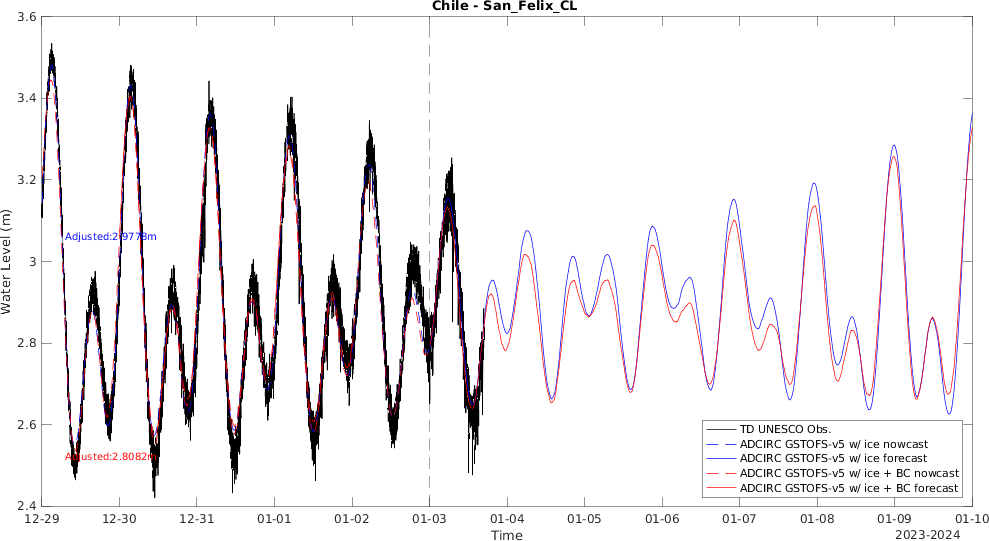 Chile - San_Felix_CL
3.6
3.4
3.2
3
2.8
2.6
2.4
Water Level (m)
Adjusted:2.9778m
Adjusted:2.8082m
TD UNESCO Obs.
ADCIRC GSTOFS-v5 w/ ice nowcast
ADCIRC GSTOFS-v5 w/ ice forecast
ADCIRC GSTOFS-v5 w/ ice + BC nowcast
ADCIRC GSTOFS-v5 w/ ice + BC forecast
12-29 12-30 12-31 01-01 01-02 01-03 01-04 01-05 01-06 01-07 01-08 01-09 01-10
Time
2023-2024